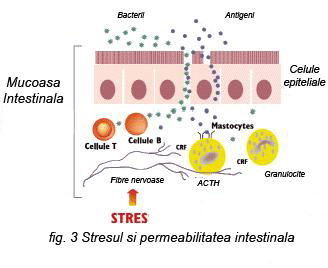 Bacterii
Antigeni
Mucoasa
Intestinala
Celule
epiteliale
Mastocytes
Cellule T
Cellule B
CRF
CRF
Fibre nervoase
ACTH
Granulocite
STRES
fig. 3 Stresul si permeabilitatea intestinala